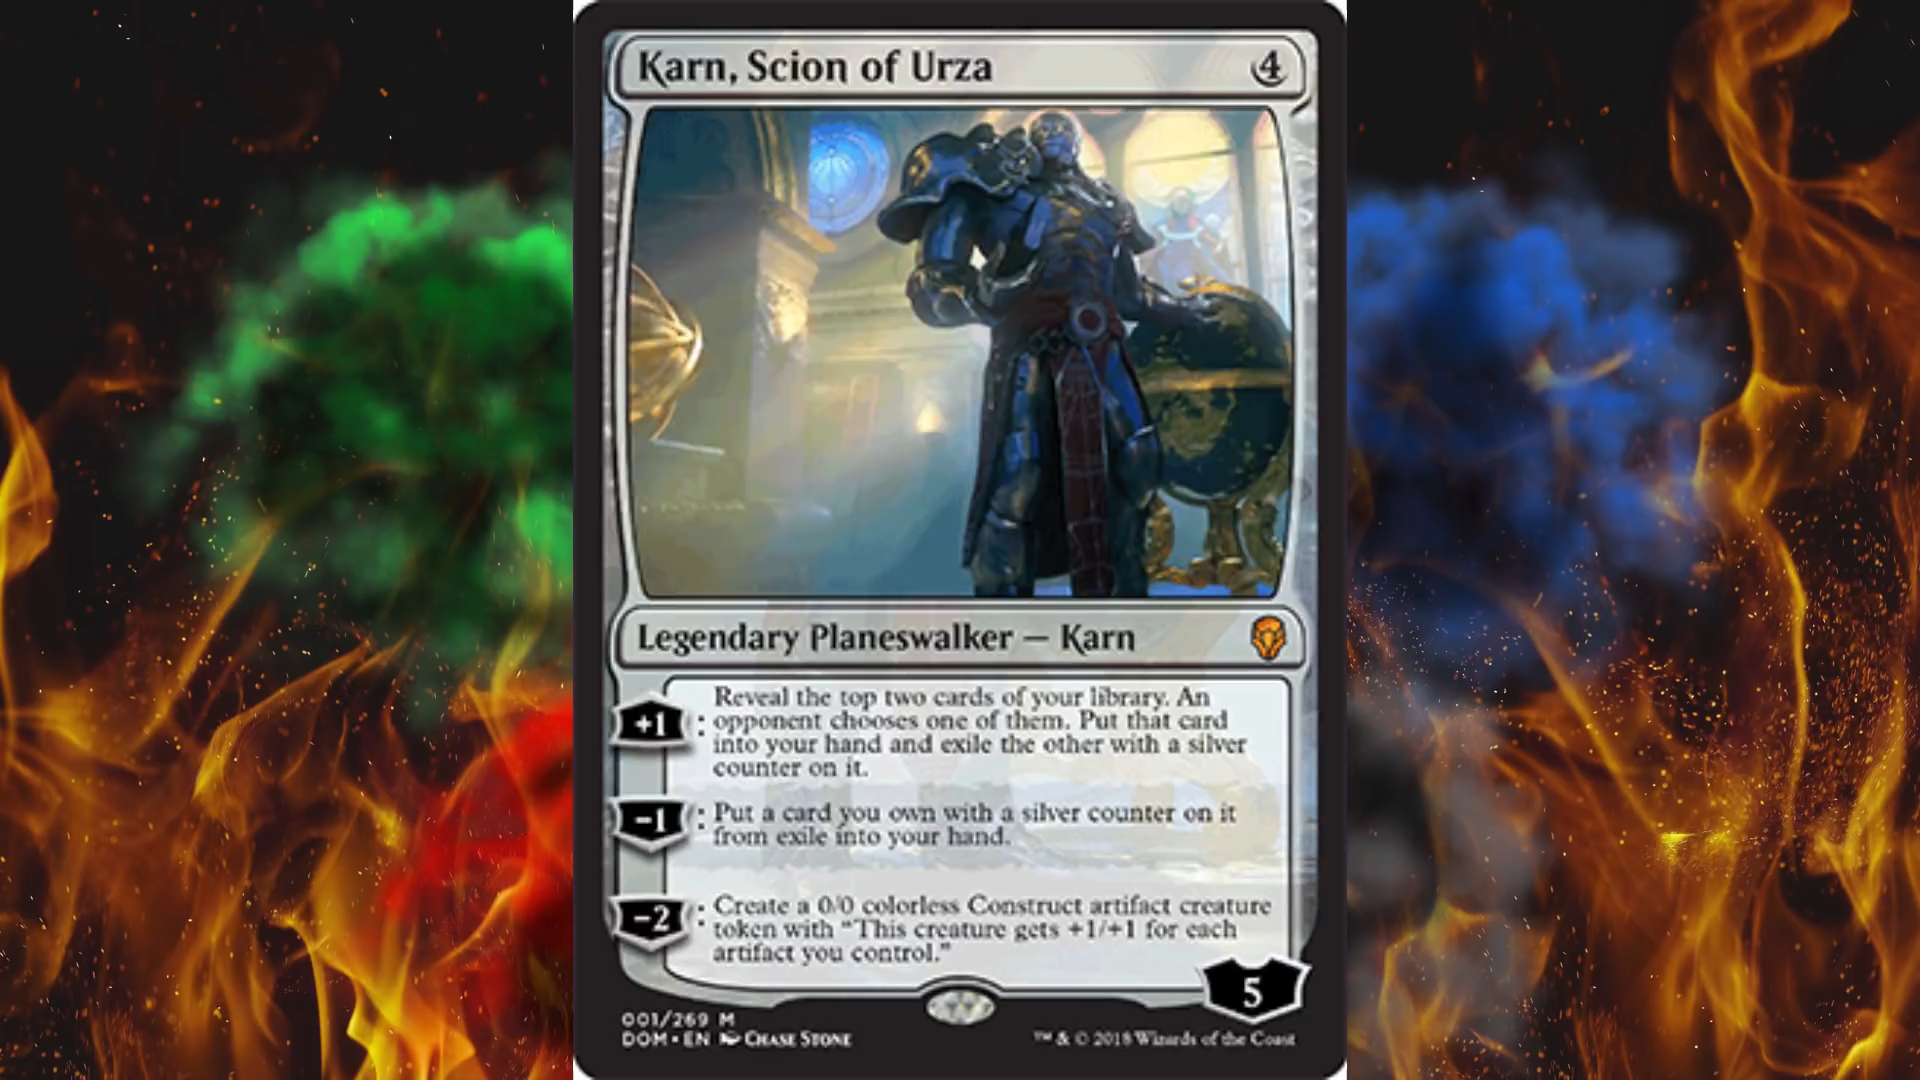 Karn, Scion of Urza 4
Legendary Planeswalker — Karn
+1 : Reveal the top two cards of your library. An
opponent chooses one of them. Put that card
into your hand and exile the other with a silver
counter on it.
−1 : Put a card you own with a silver counter on it
from exile into your hand.
−2 : Create a 0/0 colorless Construct artifact creature
token with “This creature gets +1/+1 for each
artifact you control.”
5
001/269 M
DOM • EN Chase Stone
™ & © 2018 Wizards of the Coast